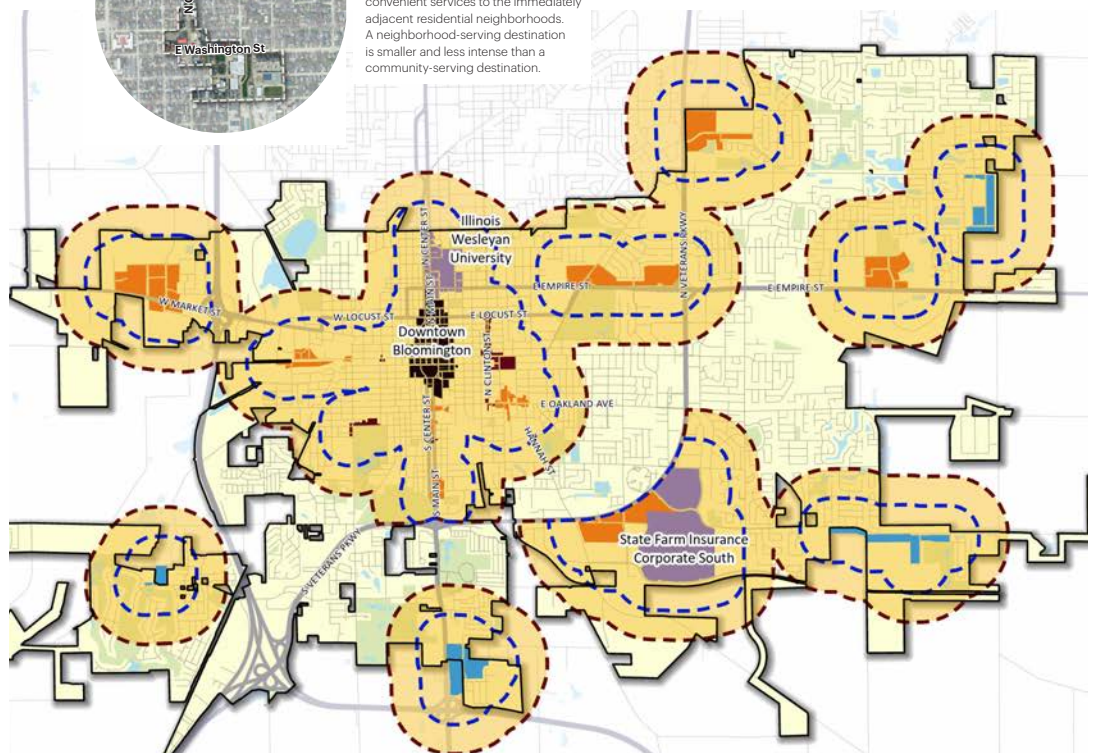 convenient services to the immediately
adjacent residential neighborhoods.
A neighborhood-serving destination
is smaller and less intense than a
community-serving destination.
E Washington St
Illinois
Wesleyan
University
N CENTER ST
N MAIN ST
N VETERANS PKWY
E EMPIRE ST
E EMPIRE ST
W MARKET ST
W LOCUST ST
E LOCUST ST
Downtown
Bloomington
N CLINTON ST
E OAKLAND AVE
S CENTER ST
HANNAH ST
S MAIN ST
State Farm Insurance
Corporate South
S VETERANS PKWY